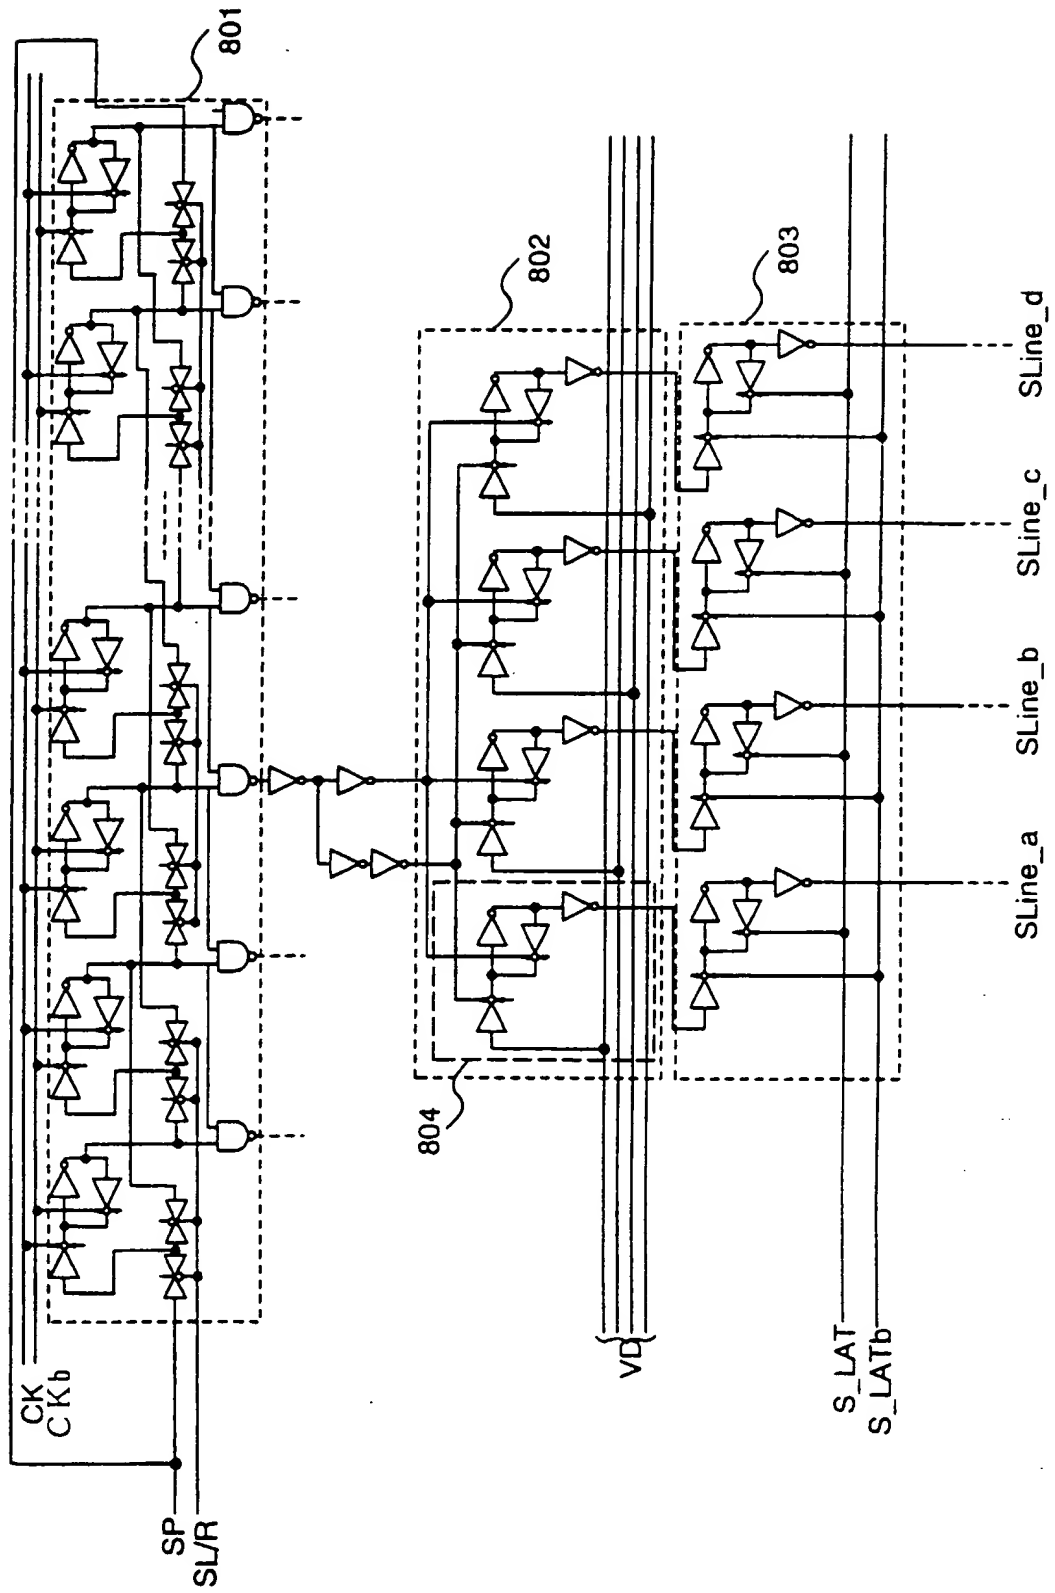 801
CK
CKb
SP
SL/R
802
804
VD
803
S_LAT
S_LATb
SLine_a
SLine_b
SLine_c
SLine_d